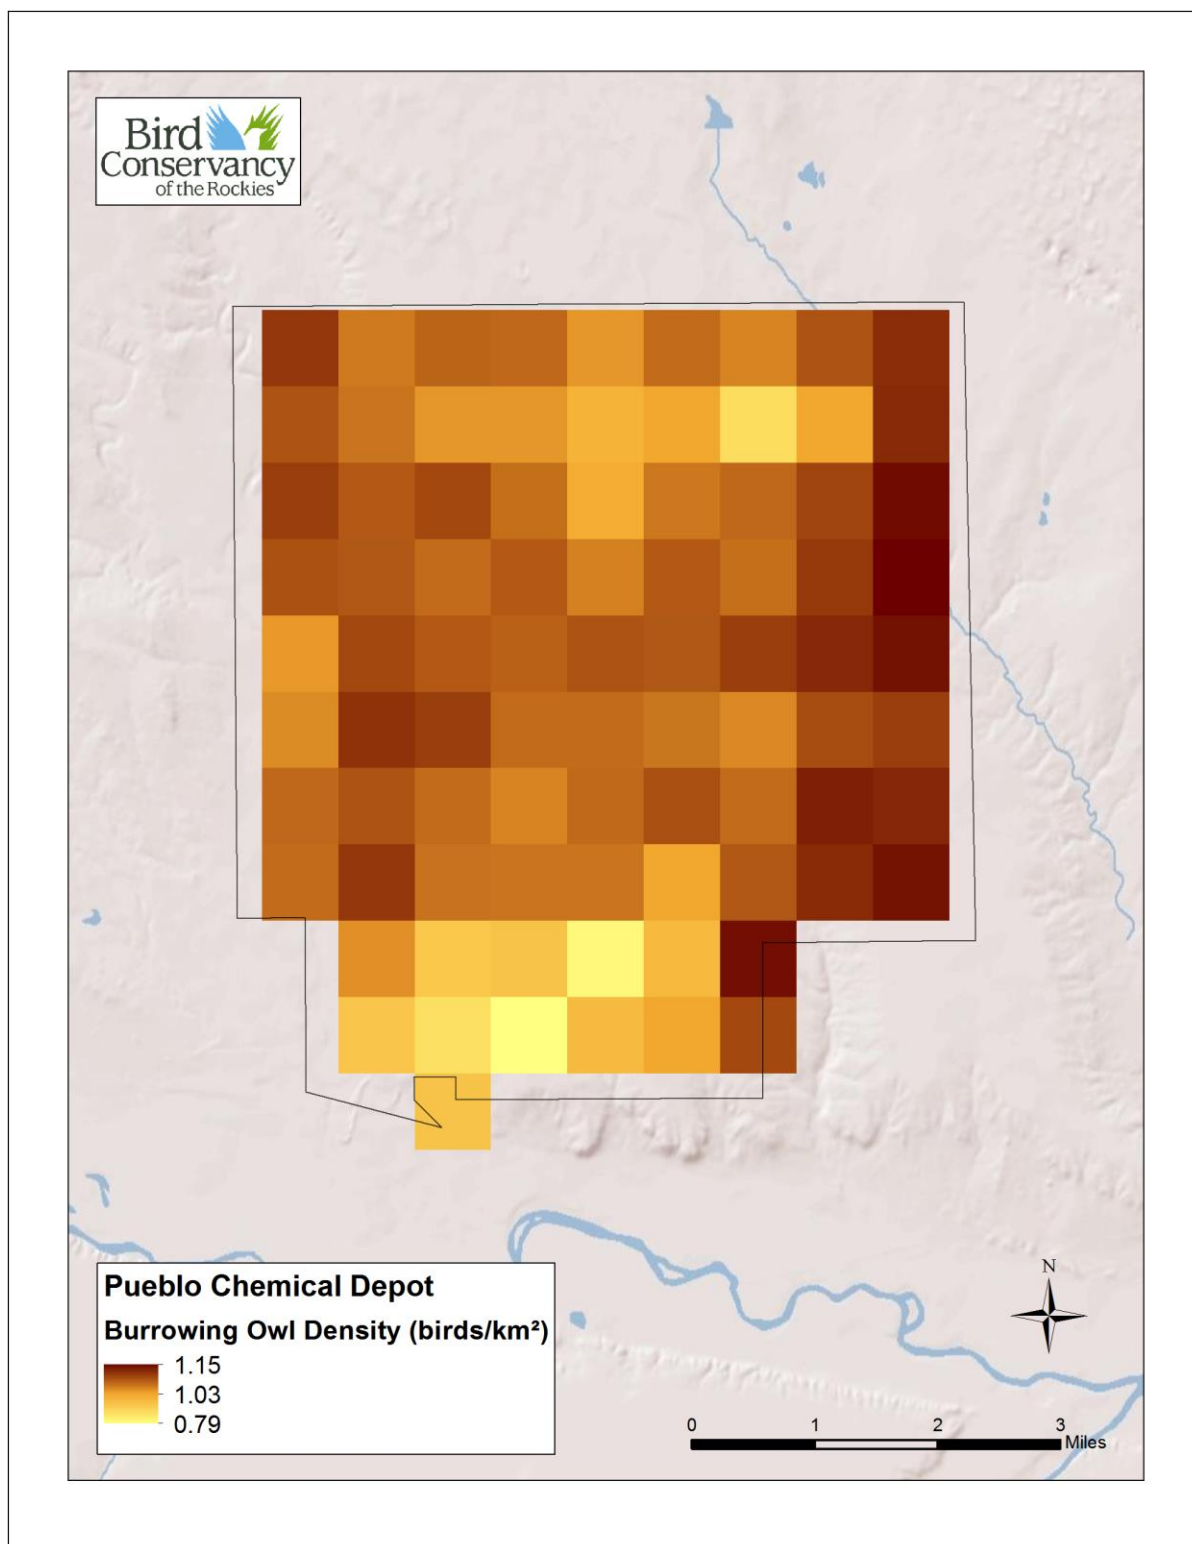 Bird
Conservancy
of the Rockies
Pueblo Chemical Depot
Burrowing Owl Density (birds/km²)
1.15
1.03
0.79
N
0 1 2 3
Miles